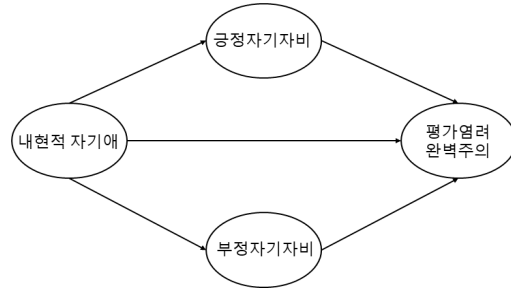 긍정자기자비
내현적 자기애
평가염려
완벽주의
부정자기자비